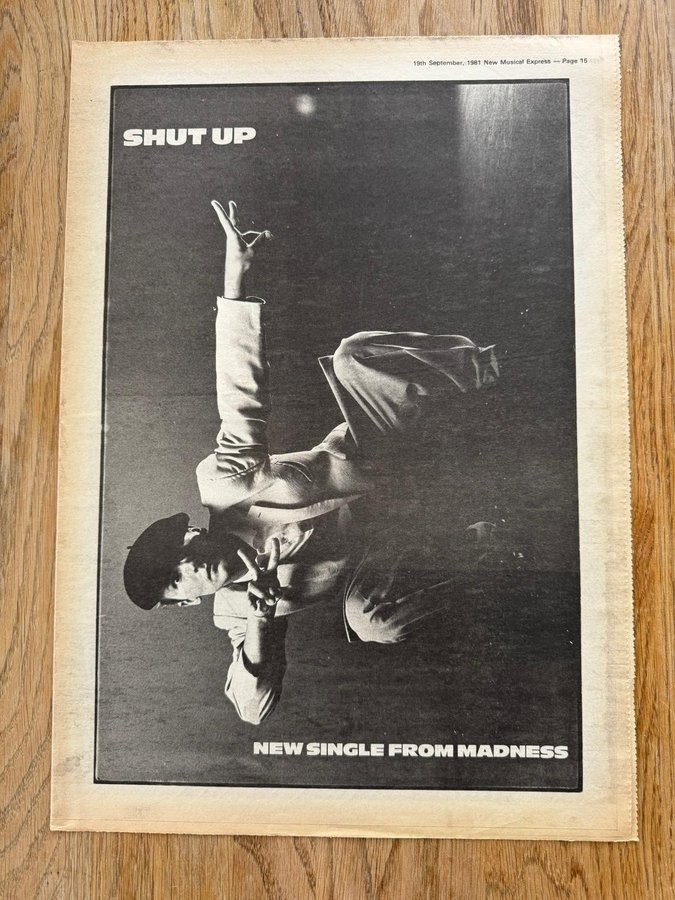 19th September, 1981 New Musical Express — Page 15
SHUT UP
NEW SINGLE FROM MADNESS